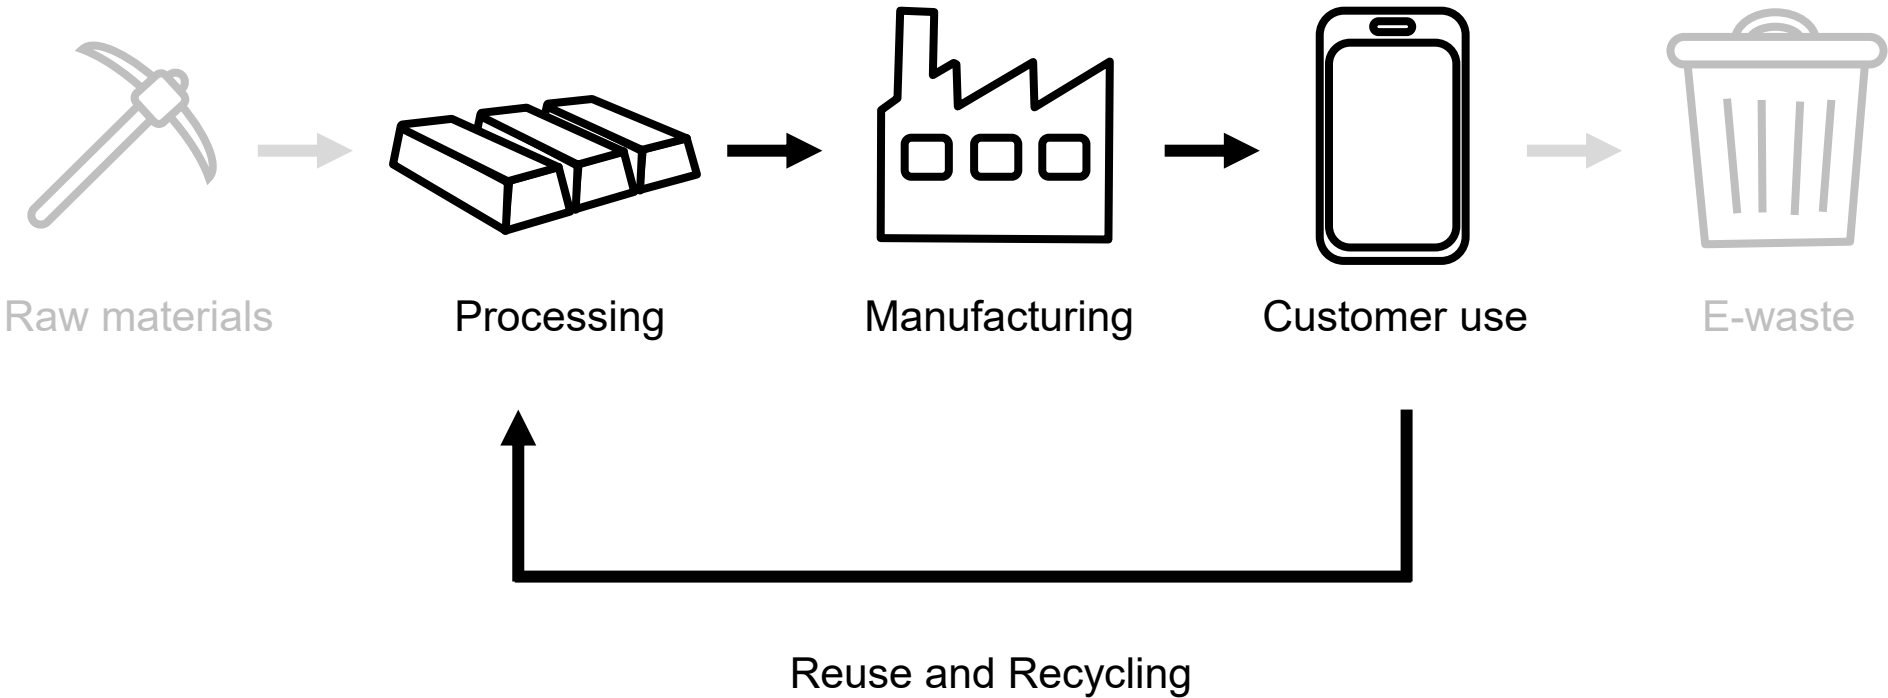 Raw materials
Processing
Manufacturing
Customer use
E-waste
Reuse and Recycling